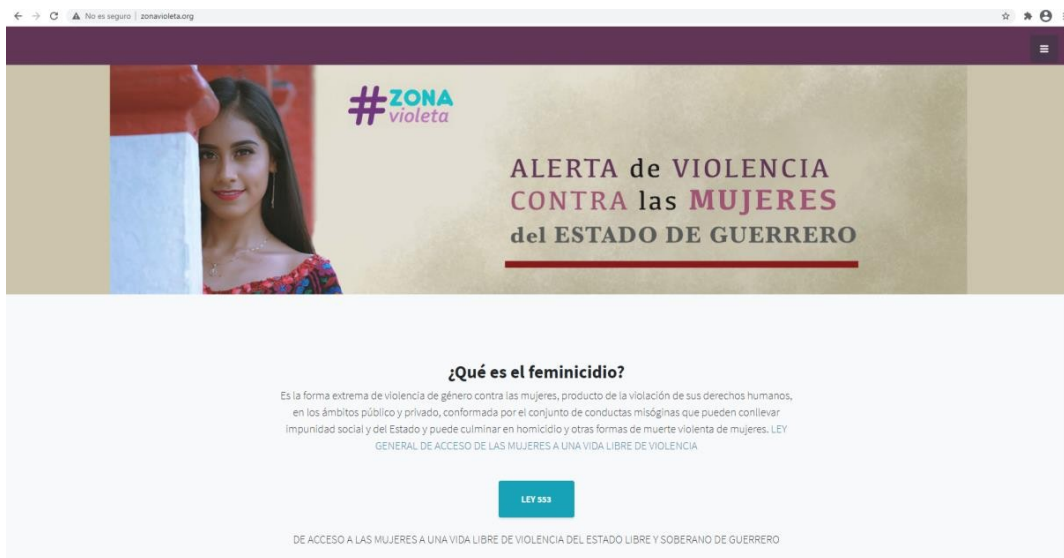 No es seguro | zonavioleta.org
#ZONA
violeta
ALERTA de VIOLENCIA
CONTRA las MUJERES
del ESTADO DE GUERRERO
¿Qué es el feminicidio?
Es la forma extrema de violencia de género contra las mujeres, producto de la violación de sus derechos humanos,
en los ámbitos público y privado, conformada por el conjunto de conductas misóginas que pueden conllevar
impunidad social y del Estado y puede culminar en homicidio y otras formas de muerte violenta de mujeres. LEY
GENERAL DE ACCESO DE LAS MUJERES A UNA VIDA LIBRE DE VIOLENCIA
LEY 553
DE ACCESO A LAS MUJERES A UNA VIDA LIBRE DE VIOLENCIA DEL ESTADO LIBRE Y SOBERANO DE GUERRERO